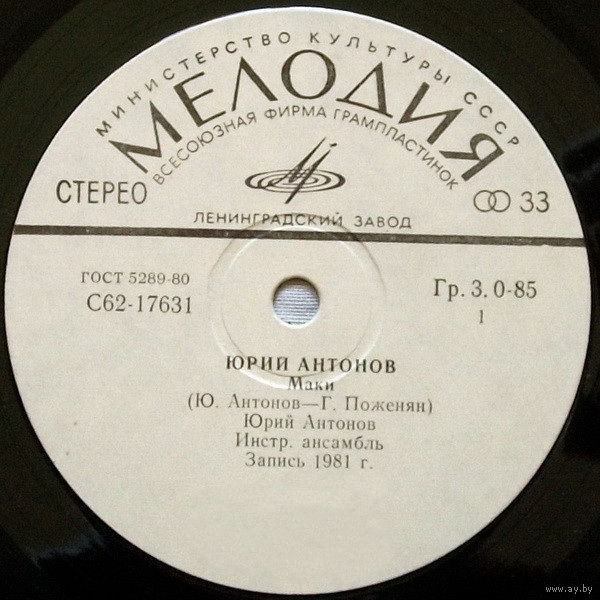 МИНИСТЕРСТВО КУЛЬТУРЫ СССР
МЕЛОДИЯ
ВСЕСОЮЗНАЯ ФИРМА ГРАМПЛАСТИНОК
СТЕРЕО
33
ЛЕНИНГРАДСКИЙ ЗАВОД
ГОСТ 5289-80
С62-17631
Гр. 3. 0-85
1
ЮРИЙ АНТОНОВ
Маки
(Ю. Антонов—Г. Поженян)
Юрий Антонов
Инстр. ансамбль
Запись 1981 г.
www.ay.by